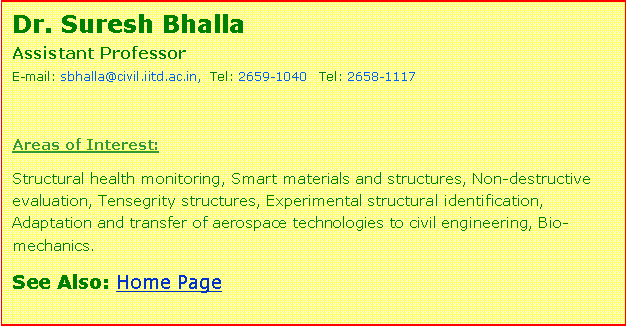 Dr. Suresh Bhalla
Assistant Professor
E-mail: sbhalla@civil.iitd.ac.in, Tel: 2659-1040 Tel: 2658-1117
Areas of Interest:
Structural health monitoring, Smart materials and structures, Non-destructive
evaluation, Tensegrity structures, Experimental structural identification,
Adaptation and transfer of aerospace technologies to civil engineering, Bio-
mechanics.
See Also: Home Page